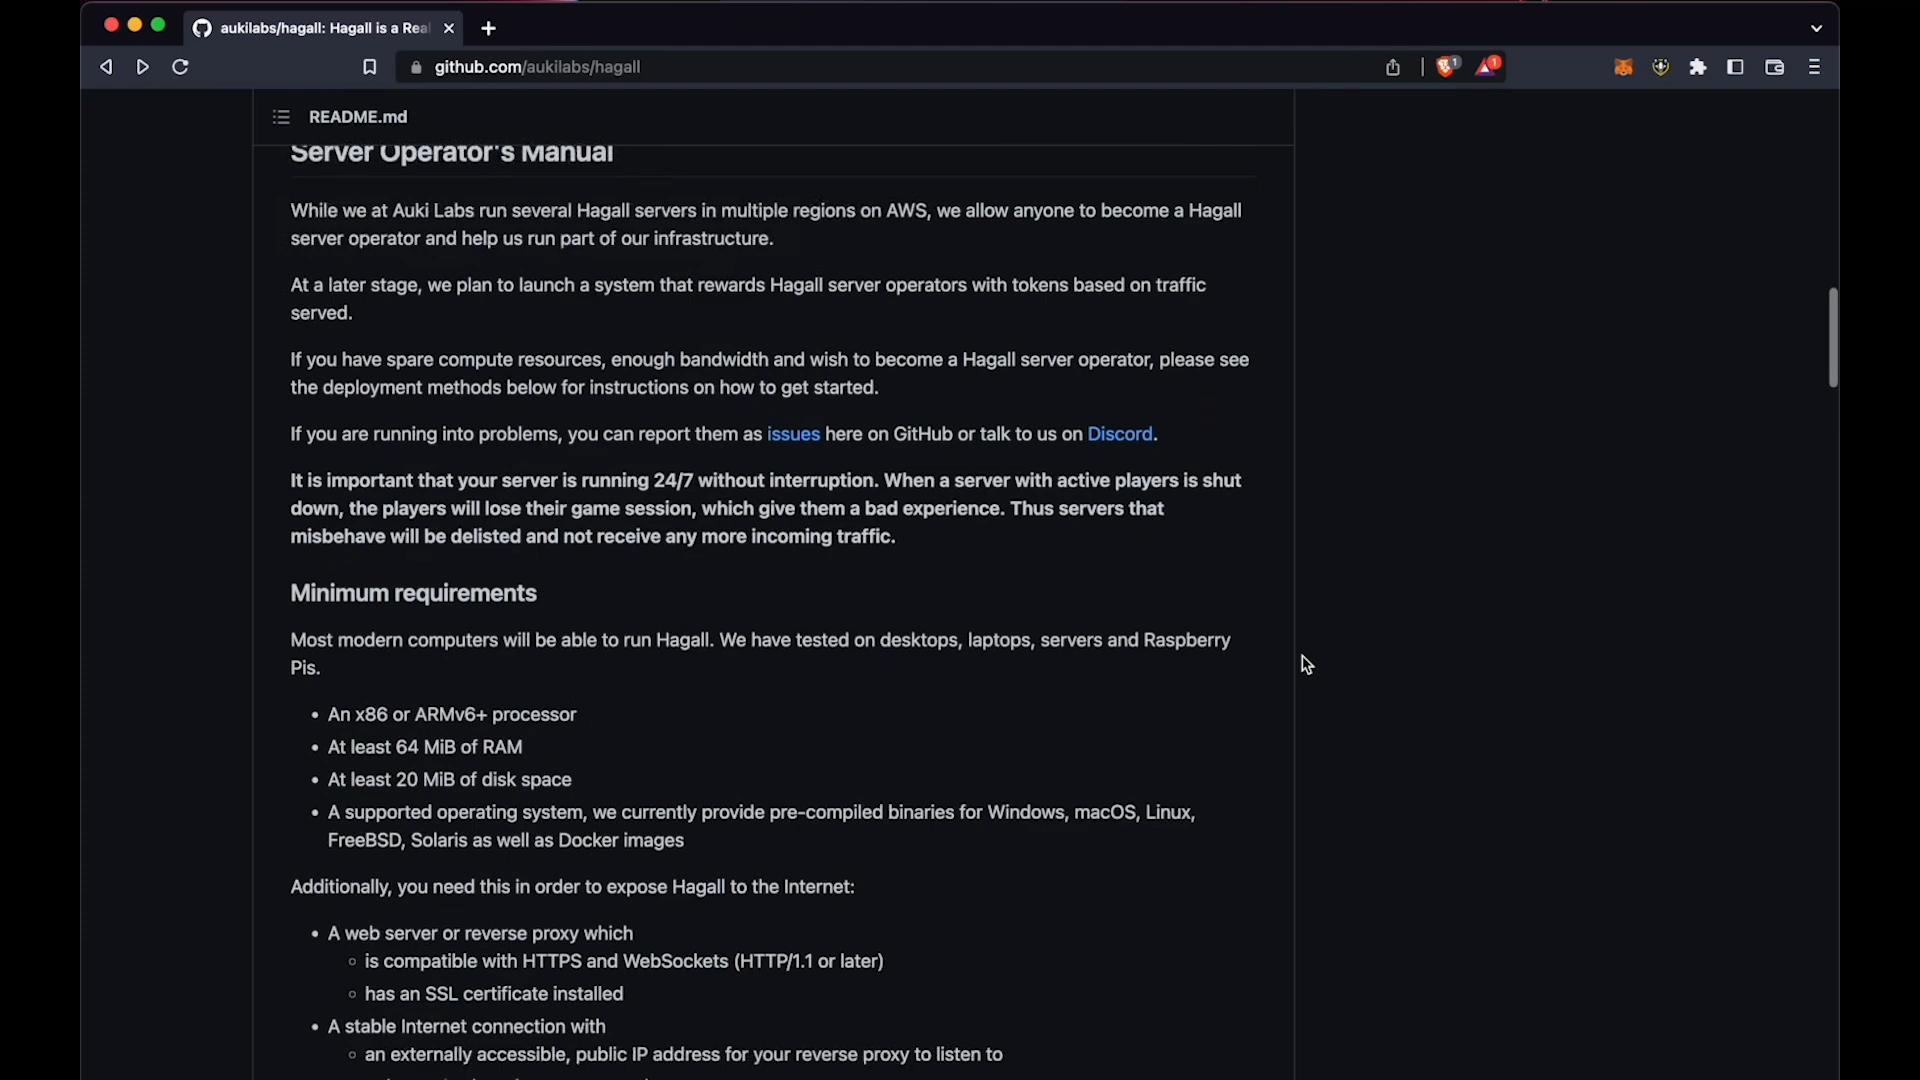 aukilabs/hagall: Hagall is a Rea
github.com/aukilabs/hagall
1
1
README.md
Server Operator's Manual
While we at Auki Labs run several Hagall servers in multiple regions on AWS, we allow anyone to become a Hagall
server operator and help us run part of our infrastructure.
At a later stage, we plan to launch a system that rewards Hagall server operators with tokens based on traffic
served.
If you have spare compute resources, enough bandwidth and wish to become a Hagall server operator, please see
the deployment methods below for instructions on how to get started.
If you are running into problems, you can report them as issues here on GitHub or talk to us on Discord.
It is important that your server is running 24/7 without interruption. When a server with active players is shut
down, the players will lose their game session, which give them a bad experience. Thus servers that
misbehave will be delisted and not receive any more incoming traffic.
Minimum requirements
Most modern computers will be able to run Hagall. We have tested on desktops, laptops, servers and Raspberry
Pis.
• An x86 or ARMv6+ processor
• At least 64 MiB of RAM
• At least 20 MiB of disk space
• A supported operating system, we currently provide pre-compiled binaries for Windows, macOS, Linux,
FreeBSD, Solaris as well as Docker images
Additionally, you need this in order to expose Hagall to the Internet:
• A web server or reverse proxy which
◦ is compatible with HTTPS and WebSockets (HTTP/1.1 or later)
◦ has an SSL certificate installed
• A stable Internet connection with
◦ an externally accessible, public IP address for your reverse proxy to listen to